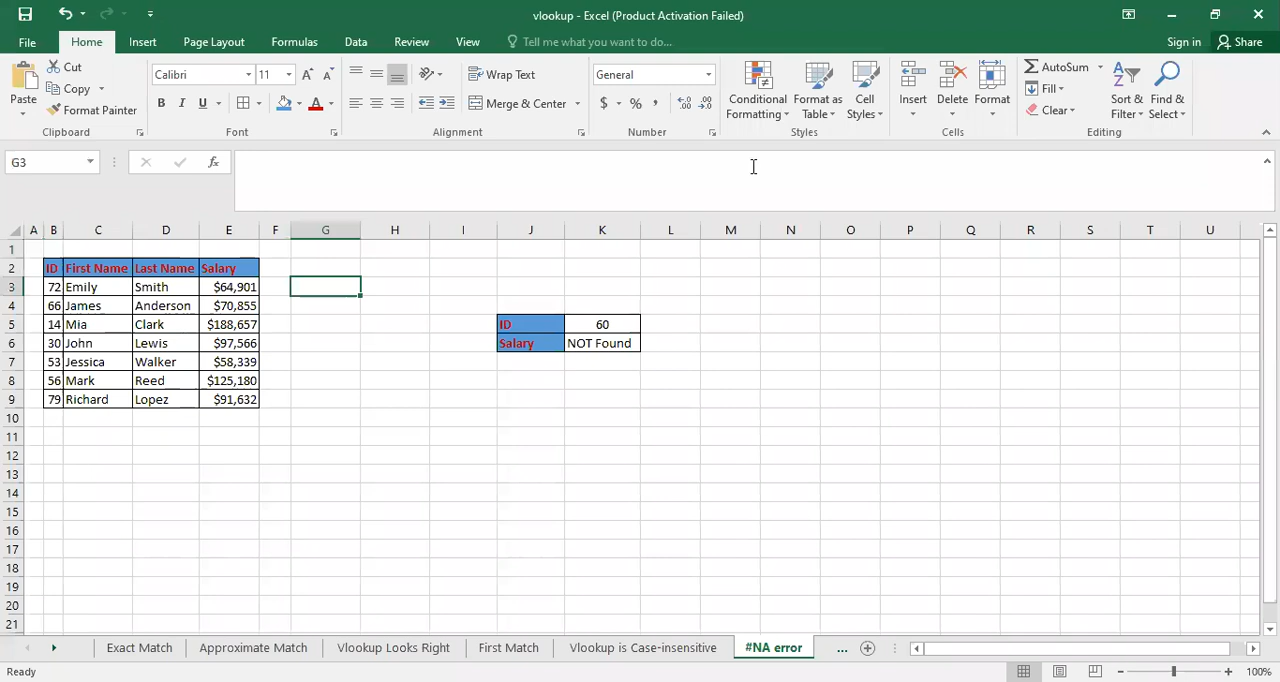 vlookup - Excel (Product Activation Failed)
File Home Insert Page Layout Formulas Data Review View Tell me what you want to do... Sign in Share
Cut
Copy
Format Painter
Paste
Clipboard
Calibri 11
B I U A
Font
Wrap Text
Merge & Center
Alignment
General
$ % ,
Number
Conditional Formatting
Format as Table
Cell Styles
Styles
Insert
Delete
Format
Cells
AutoSum
Fill
Clear
Sort & Filter
Find & Select
Editing
G3 fx
A B C D E F G H I J K L M N O P Q R S T U
1
2 ID First Name Last Name Salary
3 72 Emily Smith $64,901
4 66 James Anderson $70,855
5 14 Mia Clark $188,657 ID 60
6 30 John Lewis $97,566 Salary NOT Found
7 53 Jessica Walker $58,339
8 56 Mark Reed $125,180
9 79 Richard Lopez $91,632
10
11
12
13
14
15
16
17
18
19
20
21
Exact Match Approximate Match Vlookup Looks Right First Match Vlookup is Case-insensitive #NA error ...
Ready 100%